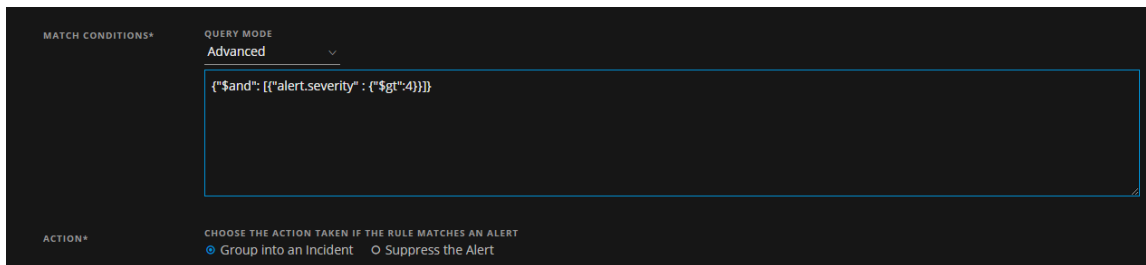 MATCH CONDITIONS*
QUERY MODE
Advanced
{"$and": [{"alert.severity" : {"$gt":4}}]}
ACTION*
CHOOSE THE ACTION TAKEN IF THE RULE MATCHES AN ALERT
Group into an Incident
Suppress the Alert